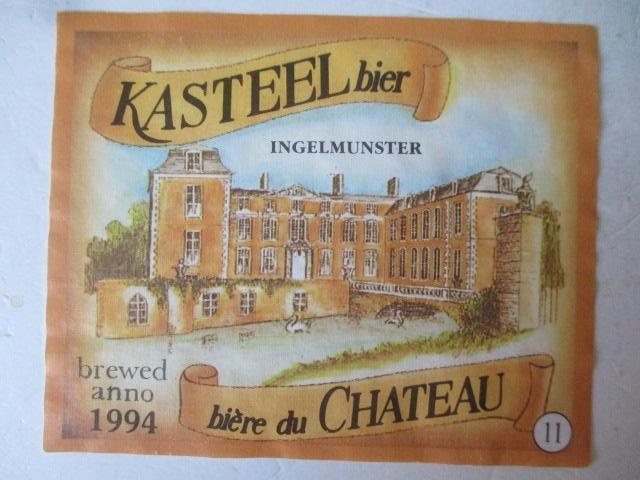 KASTEEL bier
INGELMUNSTER
brewed
anno
1994
bière du CHATEAU
11